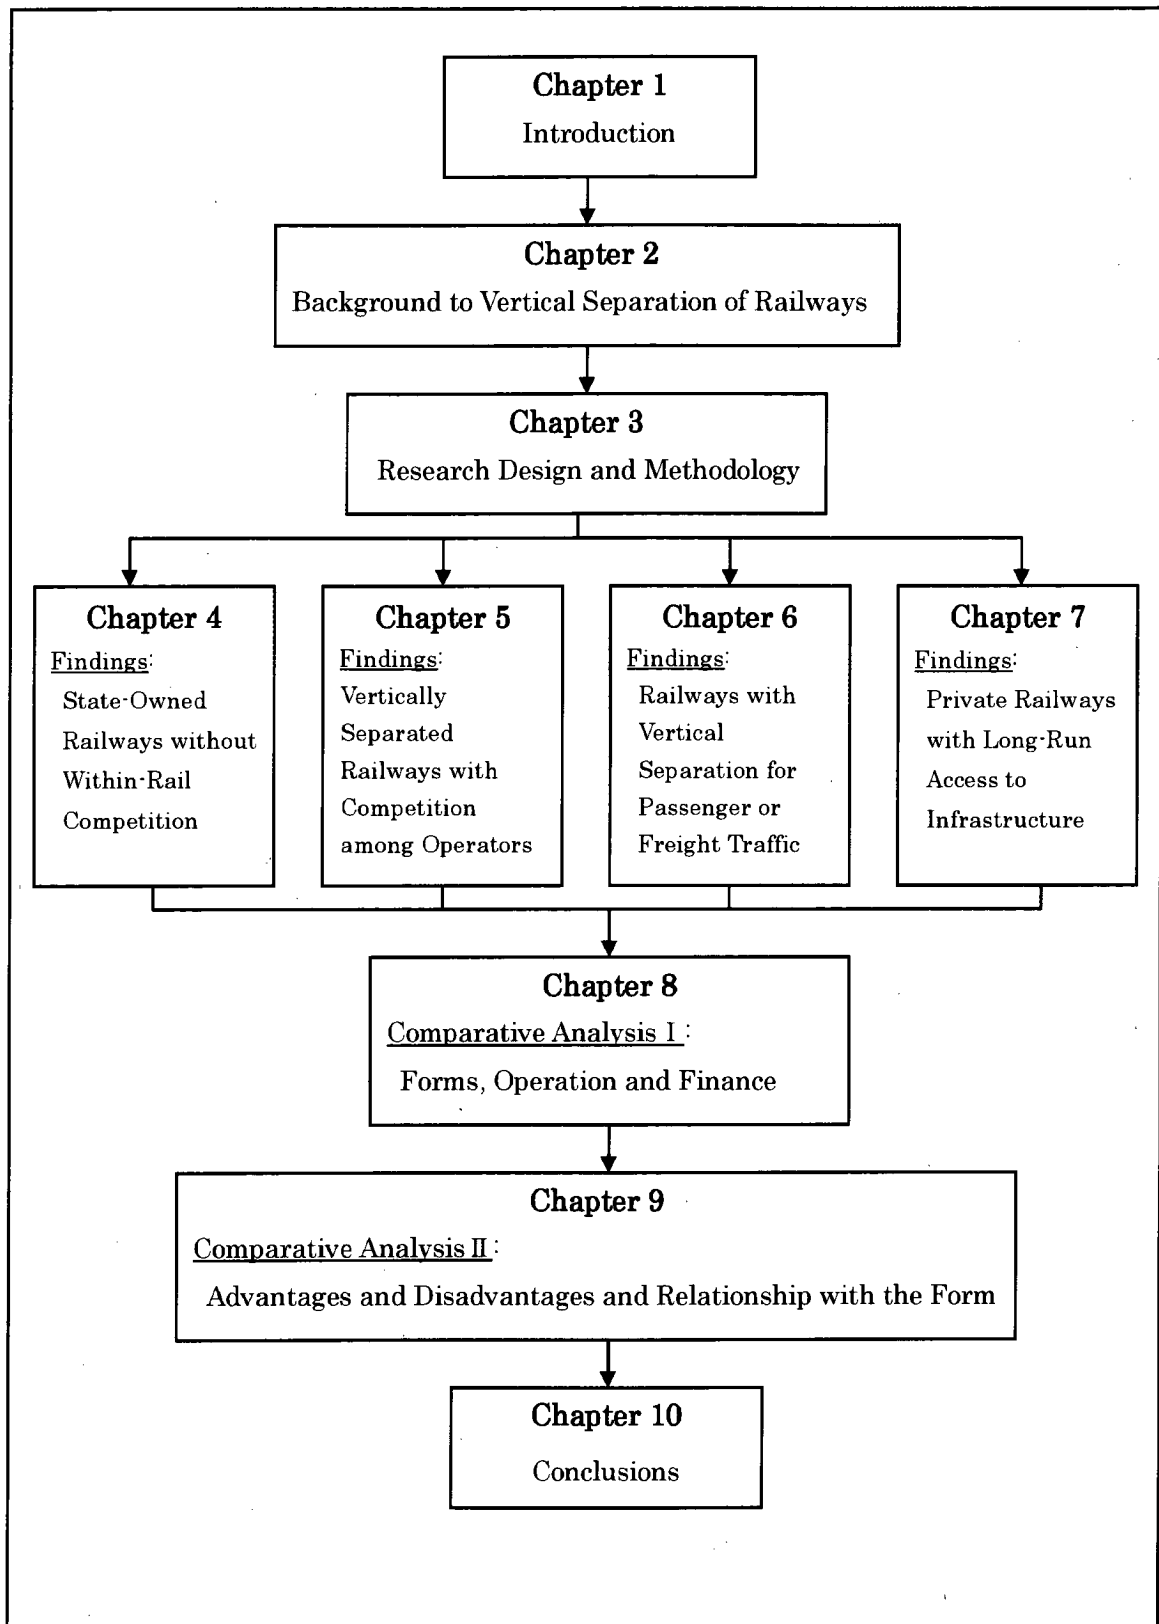 Chapter 1
Introduction
Chapter 2
Background to Vertical Separation of Railways
Chapter 3
Research Design and Methodology
Chapter 4
Findings:
State-Owned
Railways without
Within-Rail
Competition
Chapter 5
Findings:
Vertically
Separated
Railways with
Competition
among Operators
Chapter 6
Findings:
Railways with
Vertical
Separation for
Passenger or
Freight Traffic
Chapter 7
Findings:
Private Railways
with Long-Run
Access to
Infrastructure
Chapter 8
Comparative Analysis Ⅰ:
Forms, Operation and Finance
Chapter 9
Comparative Analysis Ⅱ:
Advantages and Disadvantages and Relationship with the Form
Chapter 10
Conclusions